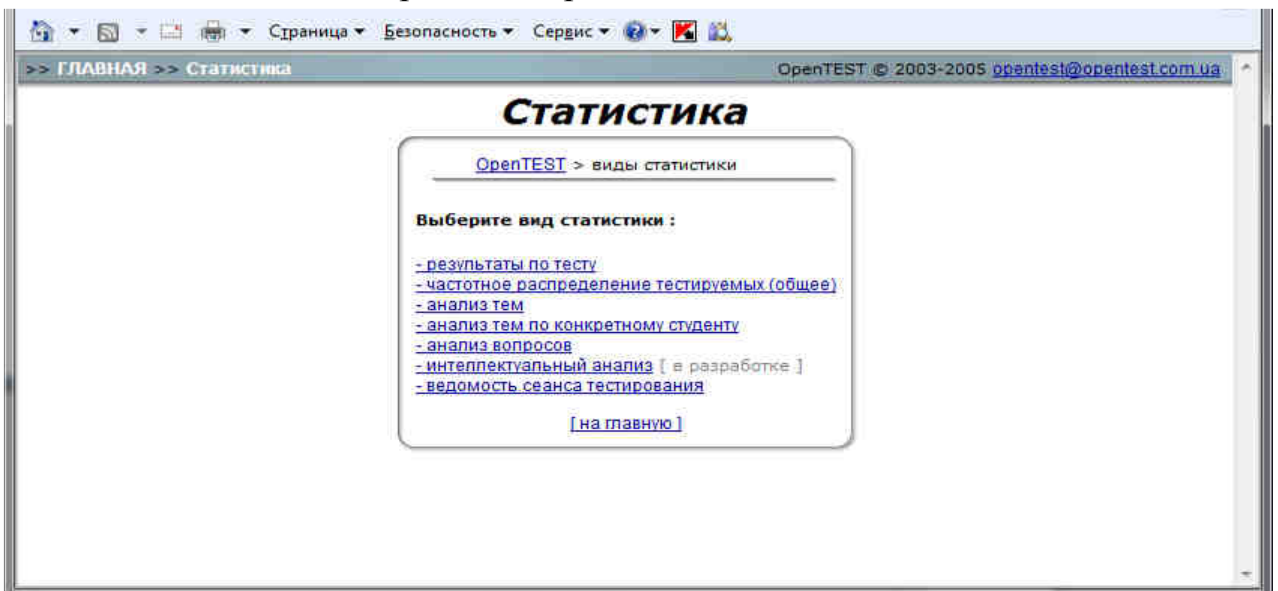 Страница Безопасность Сервис
>> ГЛАВНАЯ >> Статистика OpenTEST © 2003-2005 opentest@opentest.com.ua
Статистика
OpenTEST > виды статистики
Выберите вид статистики :
- результаты по тесту
- частотное распределение тестируемых (общее)
- анализ тем
- анализ тем по конкретному студенту
- анализ вопросов
- интеллектуальный анализ [ в разработке ]
- ведомость сеанса тестирования
[ на главную ]